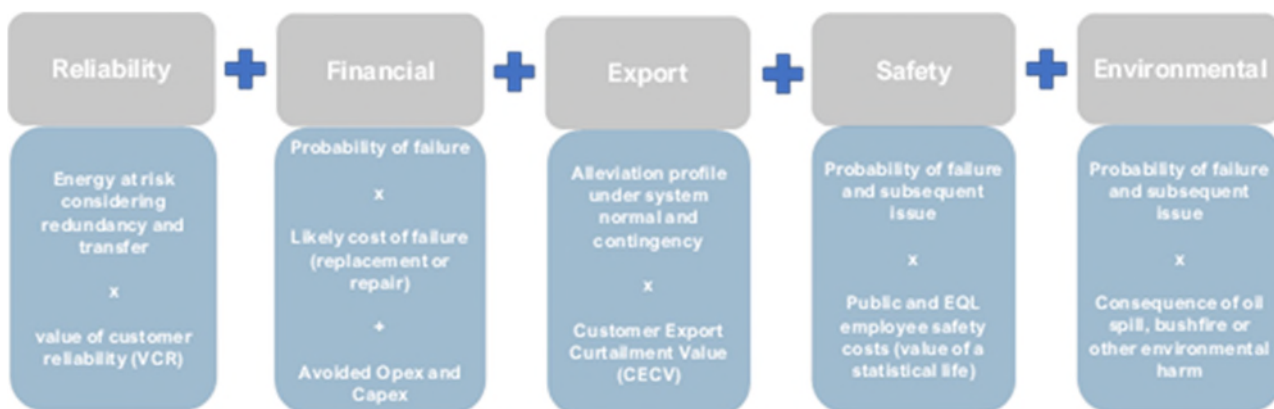 Reliability
Energy at risk
considering
redundancy and
transfer
x
value of customer
reliability (VCR)
Financial
Probability of failure
x
Likely cost of failure
(replacement or
repair)
+
Avoided Opex and
Capex
Export
Alleviation profile
under system
normal and
contingency
x
Customer Export
Curtailment Value
(CECV)
Safety
Probability of failure
and subsequent
issue
x
Public and EQL
employee safety
costs (value of a
statistical life)
Environmental
Probability of failure
and subsequent
issue
x
Consequence of oil
spill, bushfire or
other environmental
harm